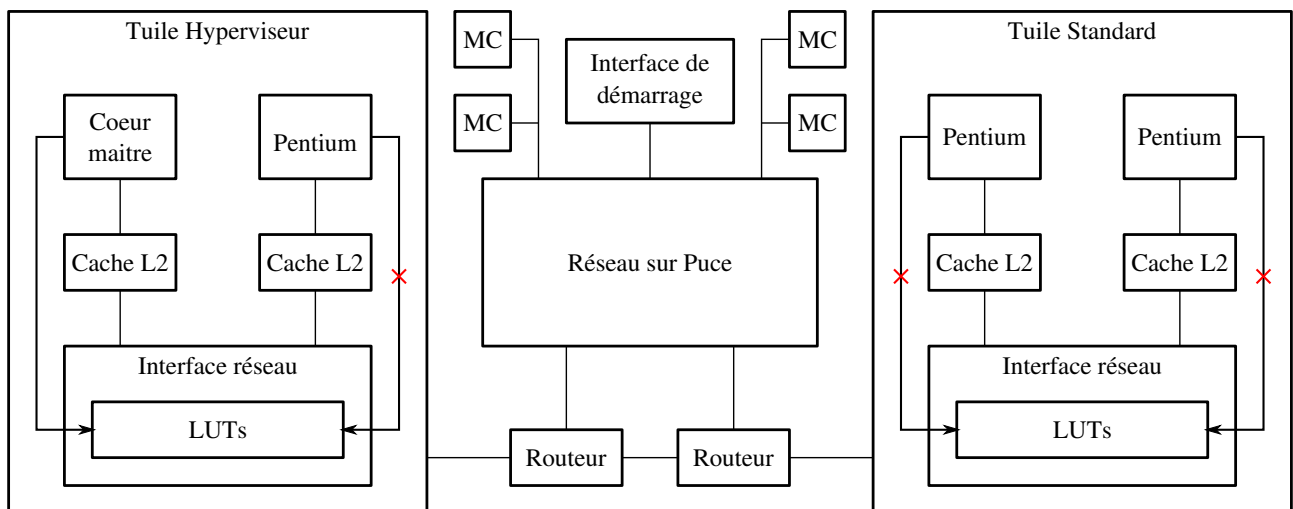 Tuile Hyperviseur
Coeur
maitre
Pentium
Cache L2
Cache L2
Interface réseau
LUTs
MC
MC
Interface de
démarrage
MC
MC
Réseau sur Puce
Routeur
Routeur
Tuile Standard
Pentium
Pentium
Cache L2
Cache L2
Interface réseau
LUTs